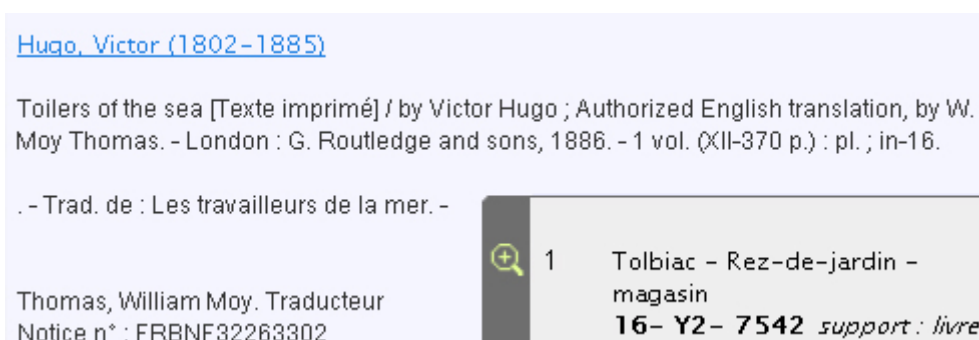 Hugo, Victor (1802-1885)
Toilers of the sea [Texte imprimé] / by Victor Hugo ; Authorized English translation, by W.
Moy Thomas. - London : G. Routledge and sons, 1886. - 1 vol. (XII-370 p.) : pl. ; in-16.
. - Trad. de : Les travailleurs de la mer. -
Thomas, William Moy. Traducteur
Notice n° : FRBNF32263302
1 Tolbiac - Rez-de-jardin -
magasin
16- Y2- 7542 support : livre